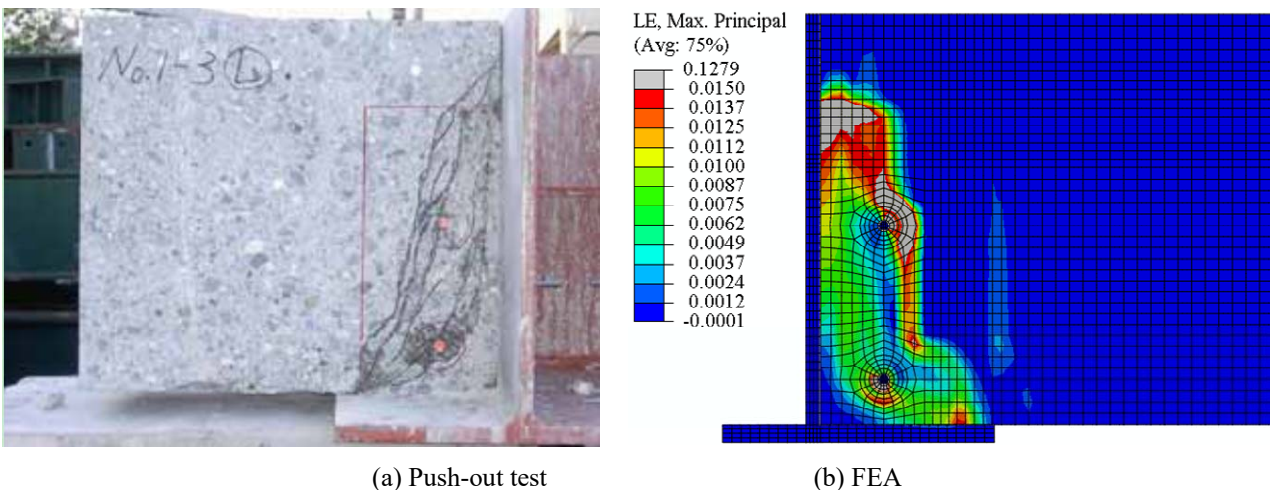 No.1-3 Ⓛ
LE, Max. Principal
(Avg: 75%)
0.1279
0.0150
0.0137
0.0125
0.0112
0.0100
0.0087
0.0075
0.0062
0.0049
0.0037
0.0024
0.0012
-0.0001
(a) Push-out test
(b) FEA